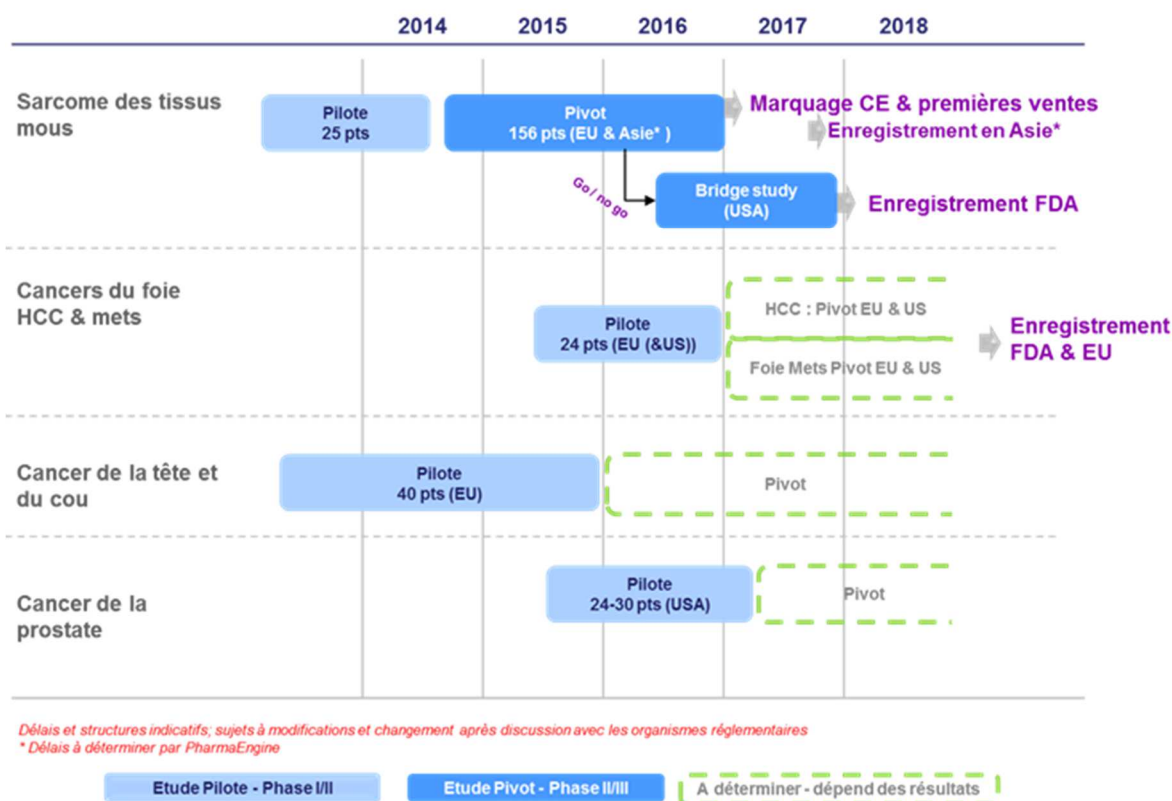 2014 2015 2016 2017 2018
Sarcome des tissus
mous
Pilote
25 pts
Pivot
156 pts (EU & Asie* )
Marquage CE & premières ventes
Enregistrement en Asie*
Go / no go
Bridge study
(USA)
Enregistrement FDA
Cancers du foie
HCC & mets
Pilote
24 pts (EU (&US))
HCC : Pivot EU & US
Foie Mets Pivot EU & US
Enregistrement
FDA & EU
Cancer de la tête et
du cou
Pilote
40 pts (EU)
Pivot
Cancer de la
prostate
Pilote
24-30 pts (USA)
Pivot
Délais et structures indicatifs; sujets à modifications et changement après discussion avec les organismes réglementaires
* Délais à déterminer par PharmaEngine
Etude Pilote - Phase I/II
Etude Pivot - Phase II/III
A déterminer - dépend des résultats